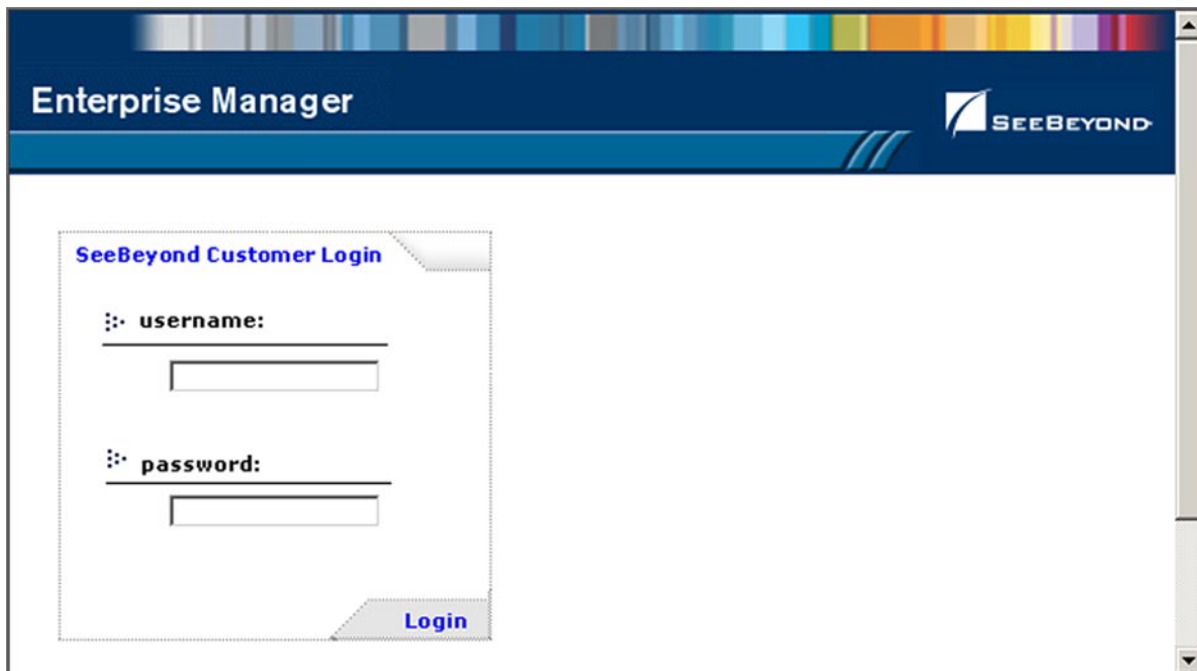 Enterprise Manager
SEEBEYOND
SeeBeyond Customer Login
username:
password:
Login